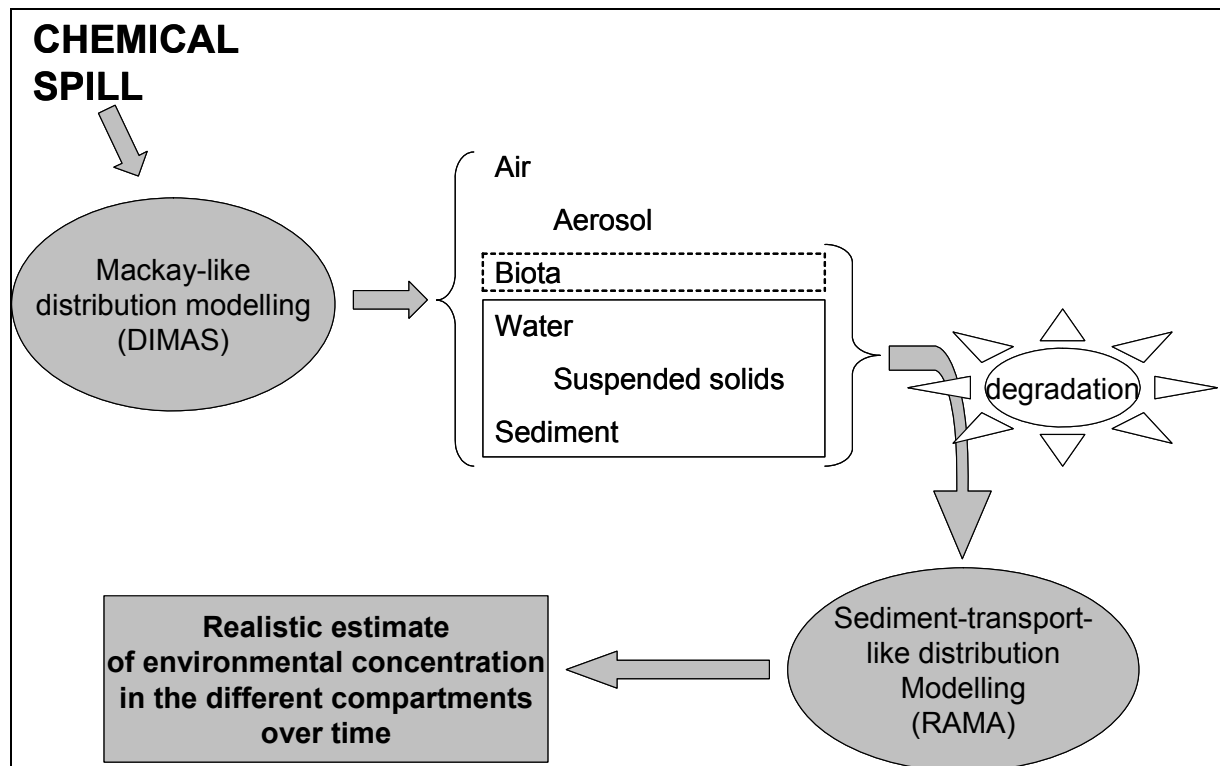 CHEMICAL
SPILL
Mackay-like
distribution modelling
(DIMAS)
Air
Aerosol
Biota
Water
Suspended solids
Sediment
degradation
Sediment-transport-
like distribution
Modelling
(RAMA)
Realistic estimate
of environmental concentration
in the different compartments
over time